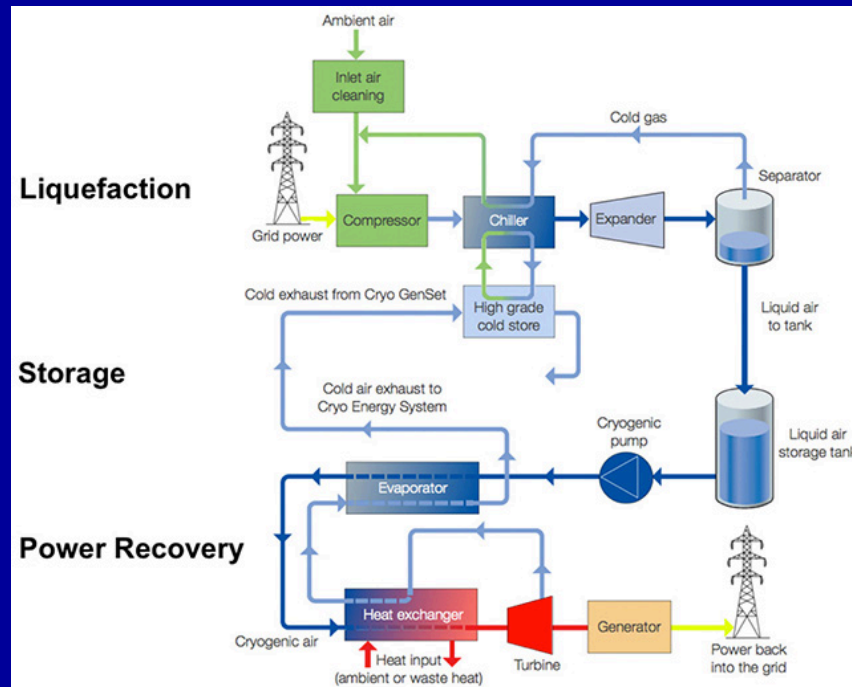 Ambient air
Inlet air
cleaning
Cold gas
Liquefaction
Separator
Compressor
Chiller
Expander
Grid power
Cold exhaust from Cryo GenSet
High grade
cold store
Liquid air
to tank
Storage
Cold air exhaust to
Cryo Energy System
Cryogenic
pump
Liquid air
storage tank
Evaporator
Power Recovery
Heat exchanger
Generator
Cryogenic air
Heat input
(ambient or waste heat)
Turbine
Power back
into the grid